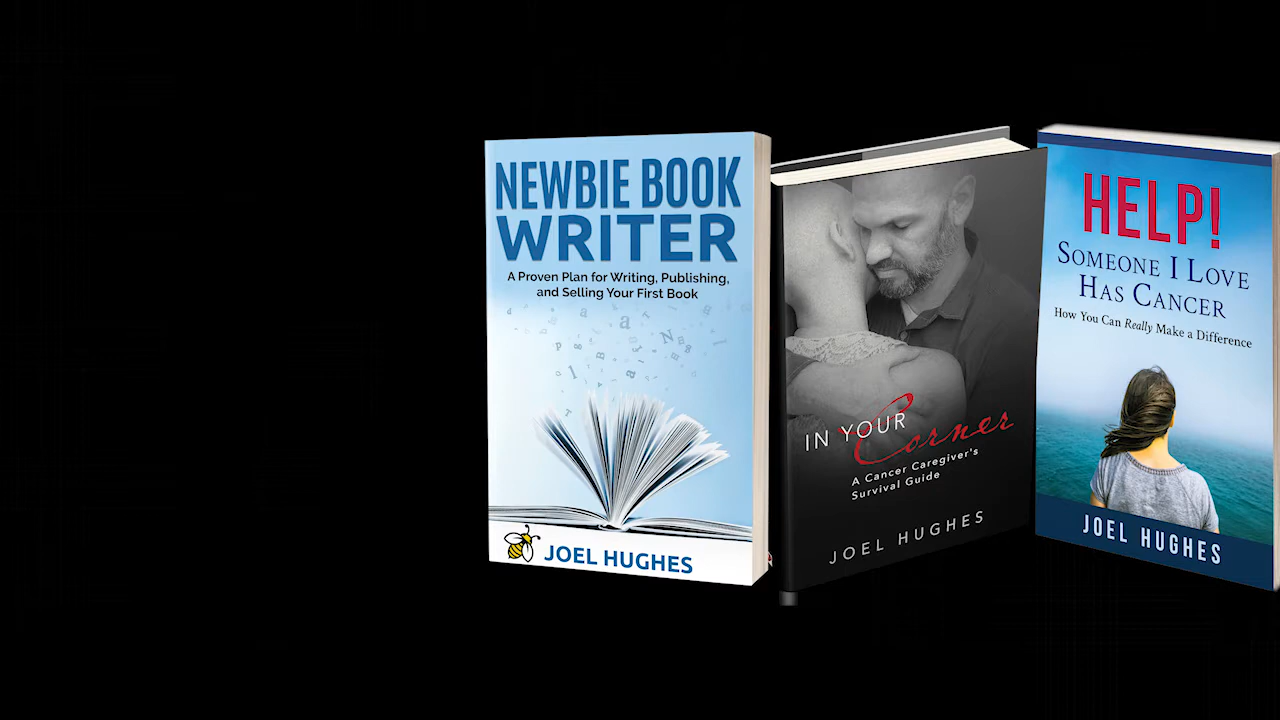 NEWBIE BOOK
WRITER
A Proven Plan for Writing, Publishing,
and Selling Your First Book
JOEL HUGHES
IN YOUR Corner
A Cancer Caregiver's
Survival Guide
JOEL HUGHES
HELP!
SOMEONE I LOVE
HAS CANCER
How You Can Really Make a Difference
JOEL HUGHES